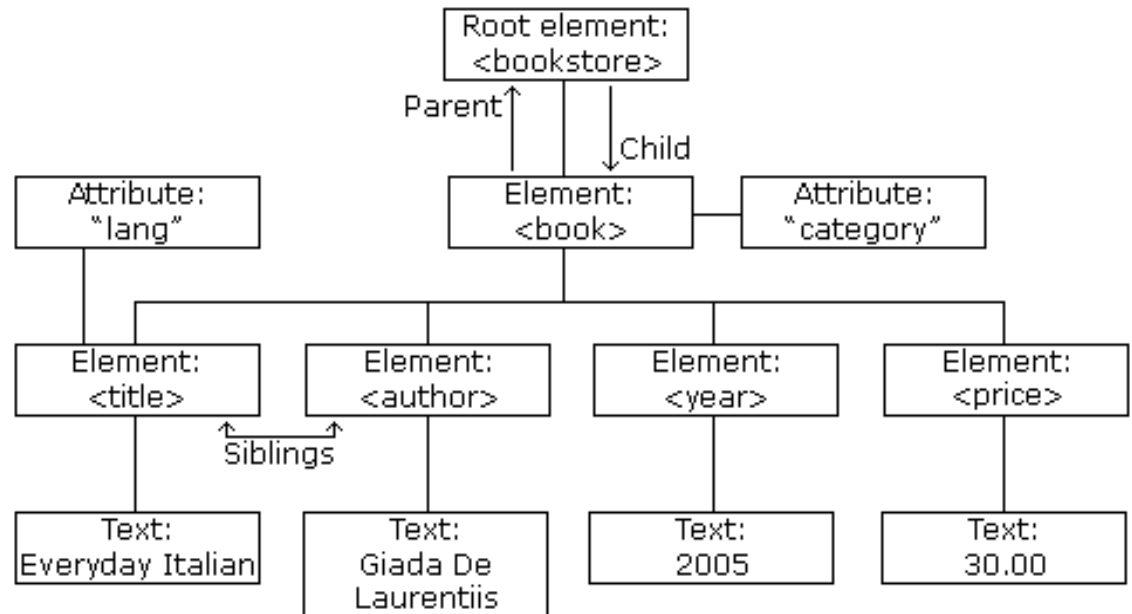 Root element:
<bookstore>
Parent
Child
Attribute:
"lang"
Element:
<book>
Attribute:
"category"
Element:
<title>
Element:
<author>
Element:
<year>
Element:
<price>
Siblings
Text:
Everyday Italian
Text:
Giada De
Laurentiis
Text:
2005
Text:
30.00